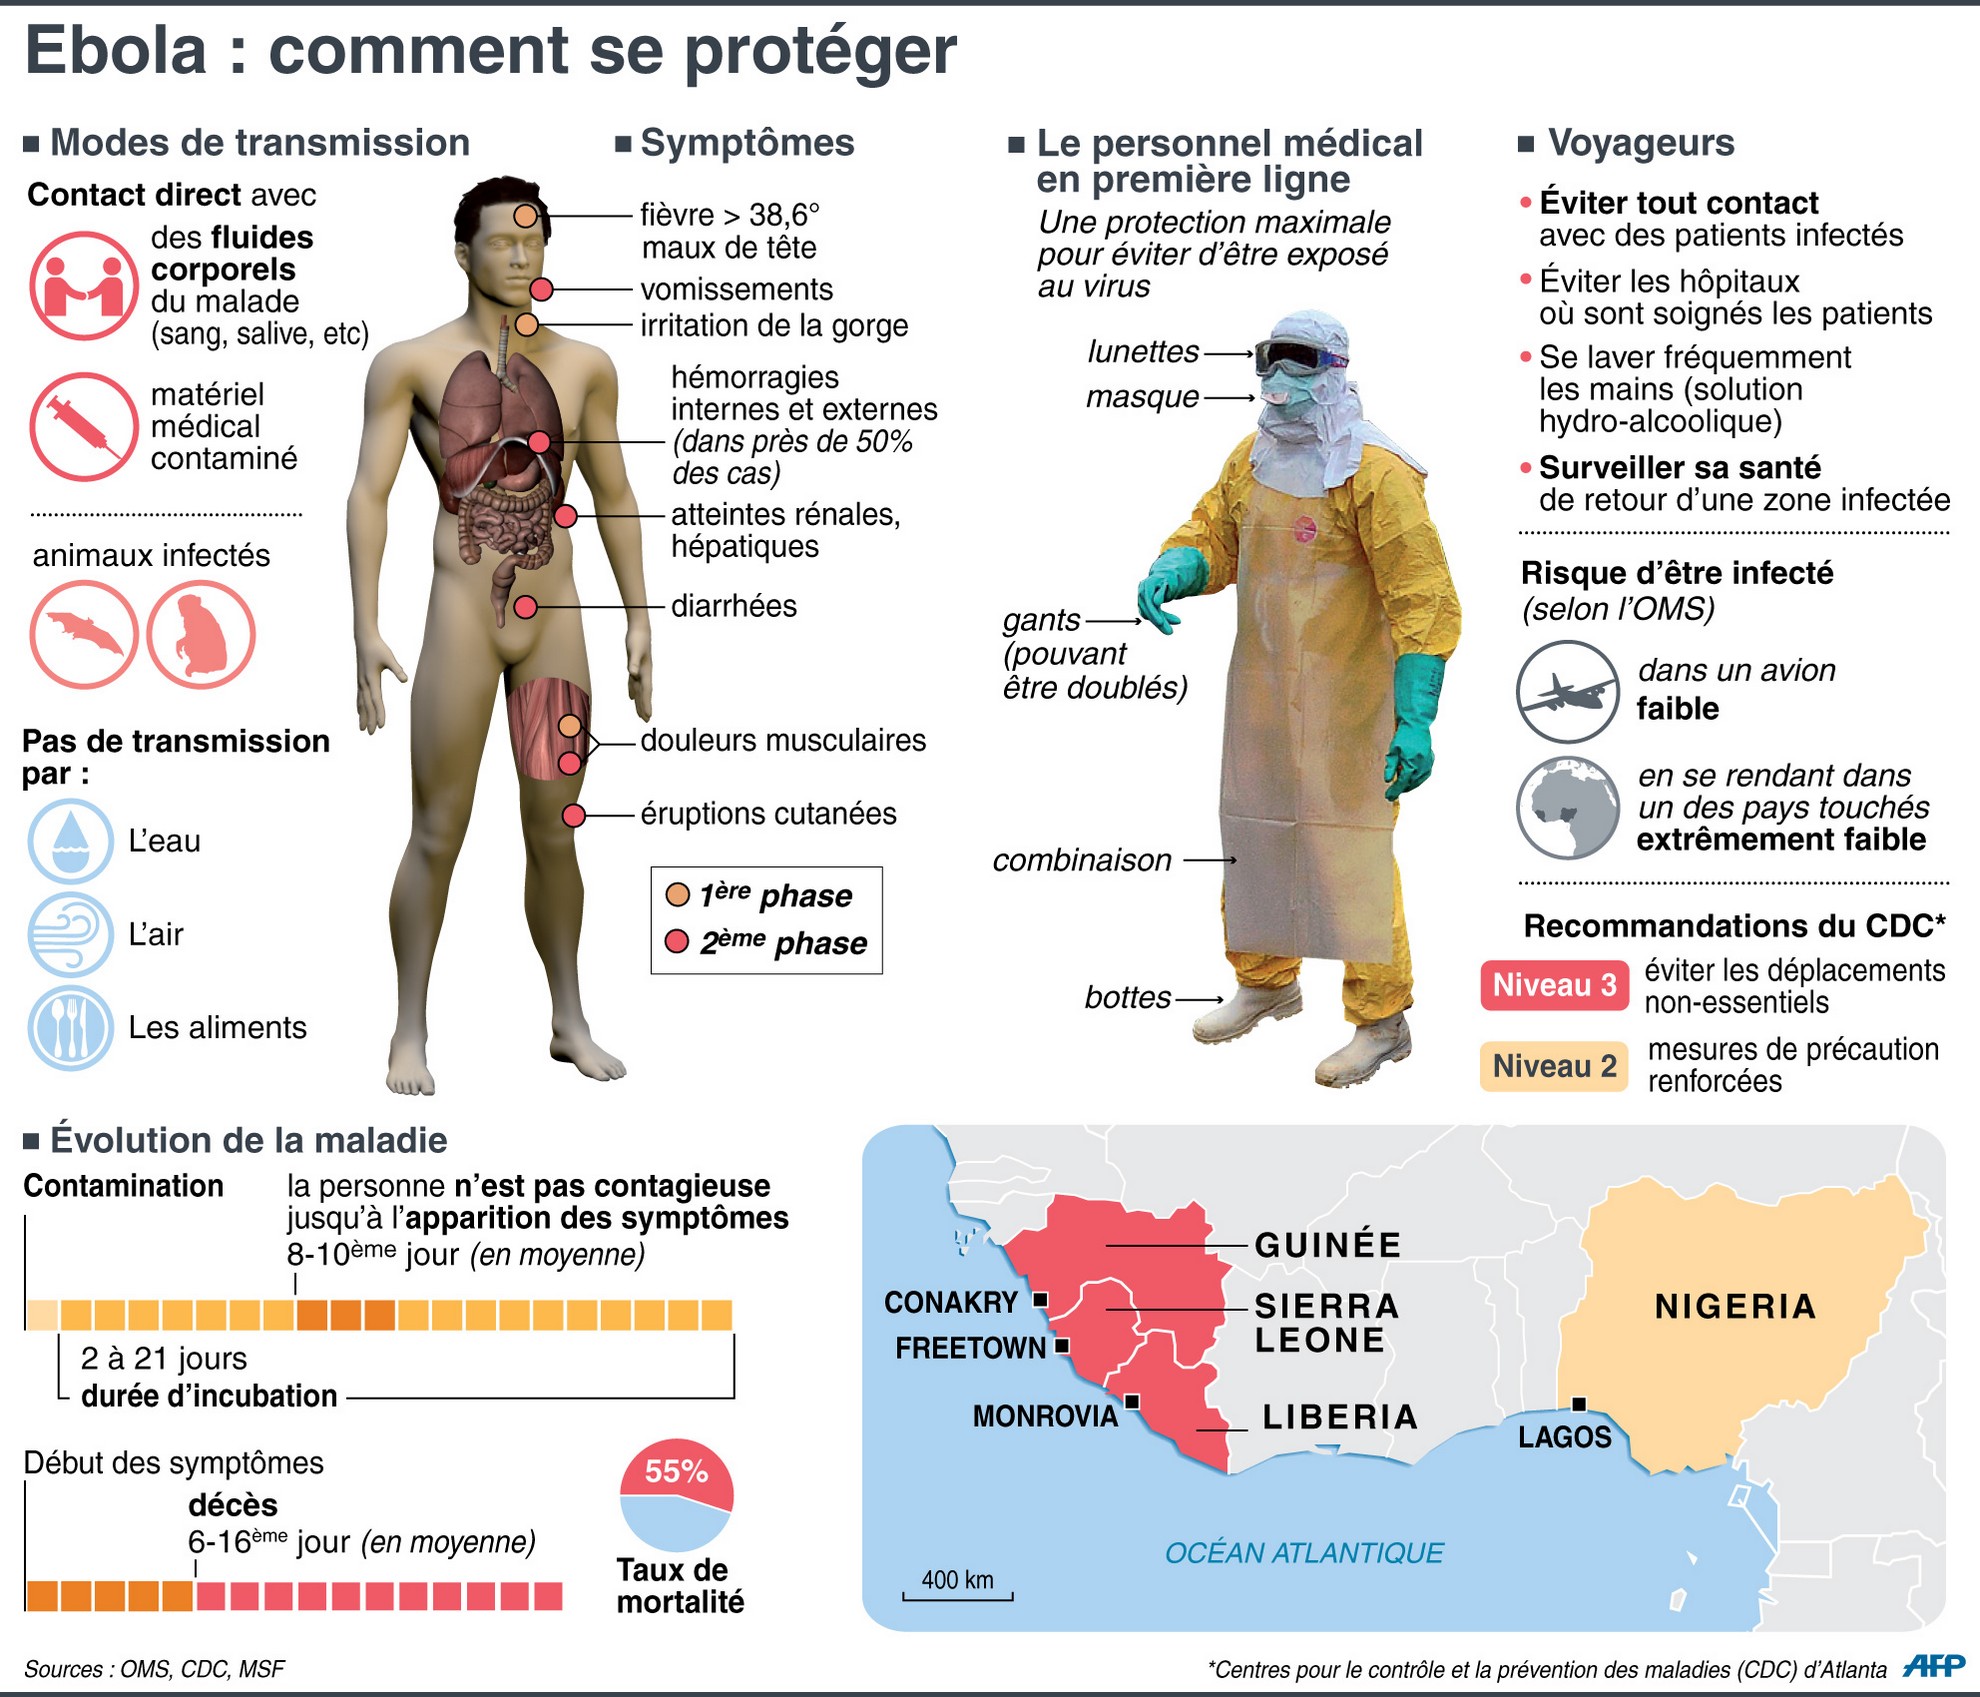 Ebola : comment se protéger
■ Modes de transmission
Contact direct avec
des fluides
corporels
du malade
(sang, salive, etc)
matériel
médical
contaminé
animaux infectés
Pas de transmission
par :
L'eau
L'air
Les aliments
■ Symptômes
fièvre > 38,6°
maux de tête
vomissements
irritation de la gorge
hémorragies
internes et externes
(dans près de 50%
des cas)
atteintes rénales,
hépatiques
diarrhées
douleurs musculaires
éruptions cutanées
1ère phase
2ème phase
■ Le personnel médical
en première ligne
Une protection maximale
pour éviter d'être exposé
au virus
lunettes
masque
gants
(pouvant
être doublés)
combinaison
bottes
■ Voyageurs
• Éviter tout contact
avec des patients infectés
• Éviter les hôpitaux
où sont soignés les patients
• Se laver fréquemment
les mains (solution
hydro-alcoolique)
• Surveiller sa santé
de retour d'une zone infectée
Risque d'être infecté
(selon l'OMS)
dans un avion
faible
en se rendant dans
un des pays touchés
extrêmement faible
Recommandations du CDC*
Niveau 3
éviter les déplacements
non-essentiels
Niveau 2
mesures de précaution
renforcées
■ Évolution de la maladie
Contamination
la personne n'est pas contagieuse
jusqu'à l'apparition des symptômes
8-10ème jour (en moyenne)
2 à 21 jours
durée d'incubation
Début des symptômes
décès
6-16ème jour (en moyenne)
55%
Taux de
mortalité
GUINÉE
CONAKRY
SIERRA
LEONE
FREETOWN
MONROVIA
LIBERIA
NIGERIA
LAGOS
OCÉAN ATLANTIQUE
400 km
Sources : OMS, CDC, MSF
*Centres pour le contrôle et la prévention des maladies (CDC) d'Atlanta
AFP